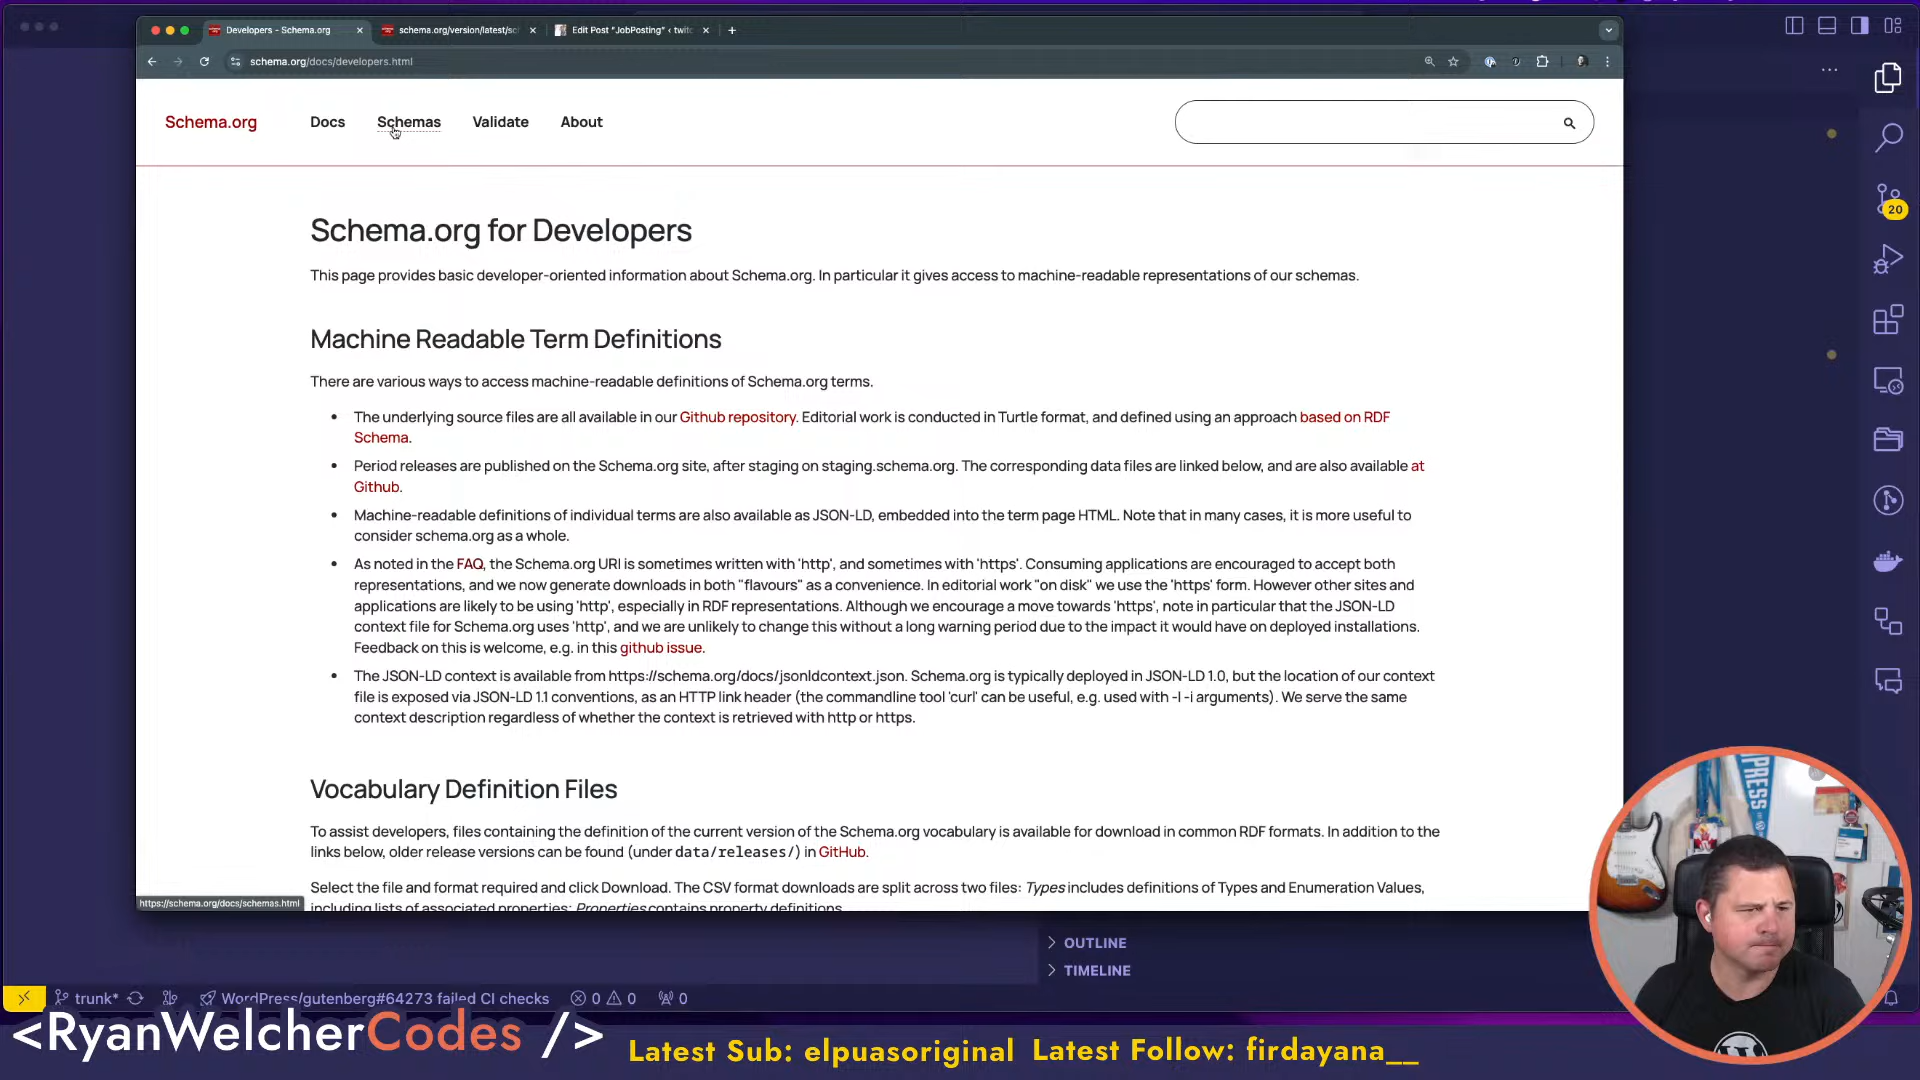 Developers - Schema.org
schema.org/version/latest/sc
Edit Post "JobPosting" ‹ twitc
schema.org/docs/developers.html
Schema.org
Docs
Schemas
Validate
About
Schema.org for Developers
This page provides basic developer-oriented information about Schema.org. In particular it gives access to machine-readable representations of our schemas.
Machine Readable Term Definitions
There are various ways to access machine-readable definitions of Schema.org terms.
The underlying source files are all available in our Github repository. Editorial work is conducted in Turtle format, and defined using an approach based on RDF
Schema.
Period releases are published on the Schema.org site, after staging on staging.schema.org. The corresponding data files are linked below, and are also available at
Github.
Machine-readable definitions of individual terms are also available as JSON-LD, embedded into the term page HTML. Note that in many cases, it is more useful to
consider schema.org as a whole.
As noted in the FAQ, the Schema.org URI is sometimes written with 'http', and sometimes with 'https'. Consuming applications are encouraged to accept both
representations, and we now generate downloads in both "flavours" as a convenience. In editorial work "on disk" we use the 'https' form. However other sites and
applications are likely to be using 'http', especially in RDF representations. Although we encourage a move towards 'https', note in particular that the JSON-LD
context file for Schema.org uses 'http', and we are unlikely to change this without a long warning period due to the impact it would have on deployed installations.
Feedback on this is welcome, e.g. in this github issue.
The JSON-LD context is available from https://schema.org/docs/jsonldcontext.json. Schema.org is typically deployed in JSON-LD 1.0, but the location of our context
file is exposed via JSON-LD 1.1 conventions, as an HTTP link header (the commandline tool 'curl' can be useful, e.g. used with -I -i arguments). We serve the same
context description regardless of whether the context is retrieved with http or https.
Vocabulary Definition Files
To assist developers, files containing the definition of the current version of the Schema.org vocabulary is available for download in common RDF formats. In addition to the
links below, older release versions can be found (under data/releases/) in GitHub.
Select the file and format required and click Download. The CSV format downloads are split across two files: Types includes definitions of Types and Enumeration Values,
including lists of associated properties; Properties contains property definitions.
https://schema.org/docs/schemas.html
20
OUTLINE
TIMELINE
trunk*
WordPress/gutenberg#64273 failed CI checks
0
0
0
<RyanWelcherCodes />
Latest Sub: elpuasoriginal
Latest Follow: firdayana__